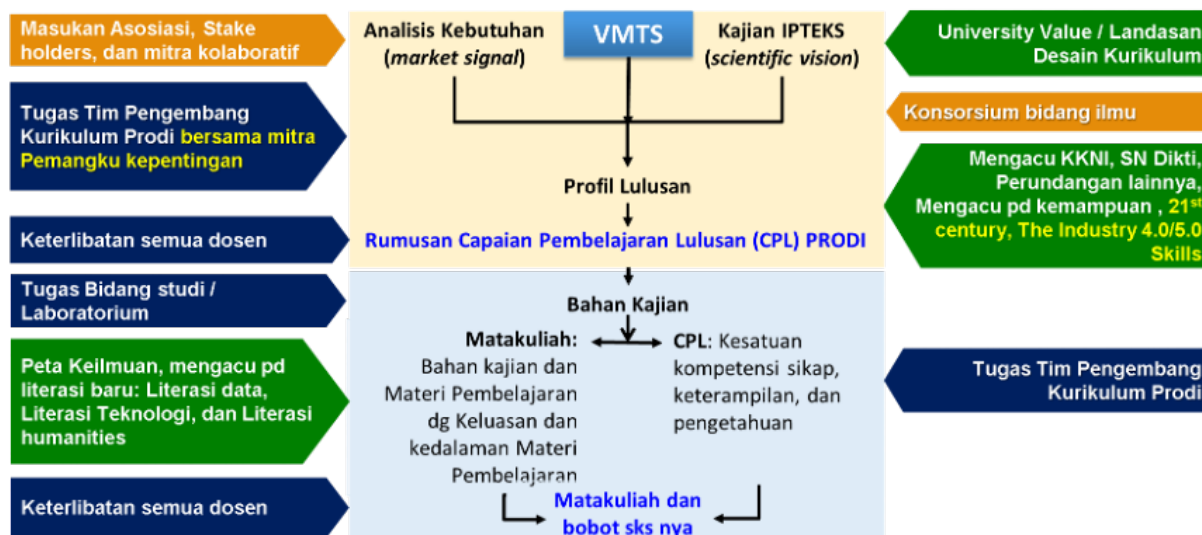 Masukan Asosiasi, Stake
holders, dan mitra kolaboratif
Tugas Tim Pengembang
Kurikulum Prodi bersama mitra
Pemangku kepentingan
Keterlibatan semua dosen
Tugas Bidang studi /
Laboratorium
Peta Keilmuan, mengacu pd
literasi baru: Literasi data,
Literasi Teknologi, dan Literasi
humanities
Keterlibatan semua dosen
Analisis Kebutuhan
(market signal)
VMTS
Kajian IPTEKS
(scientific vision)
Profil Lulusan
Rumusan Capaian Pembelajaran Lulusan (CPL) PRODI
Bahan Kajian
Matakuliah:
Bahan kajian dan
Materi Pembelajaran
dg Keluasan dan
kedalaman Materi
Pembelajaran
CPL: Kesatuan
kompetensi sikap,
keterampilan, dan
pengetahuan
Matakuliah dan
bobot sks nya
University Value / Landasan
Desain Kurikulum
Konsorsium bidang ilmu
Mengacu KKNI, SN Dikti,
Perundangan lainnya,
Mengacu pd kemampuan , 21st
century, The Industry 4.0/5.0
Skills
Tugas Tim Pengembang
Kurikulum Prodi